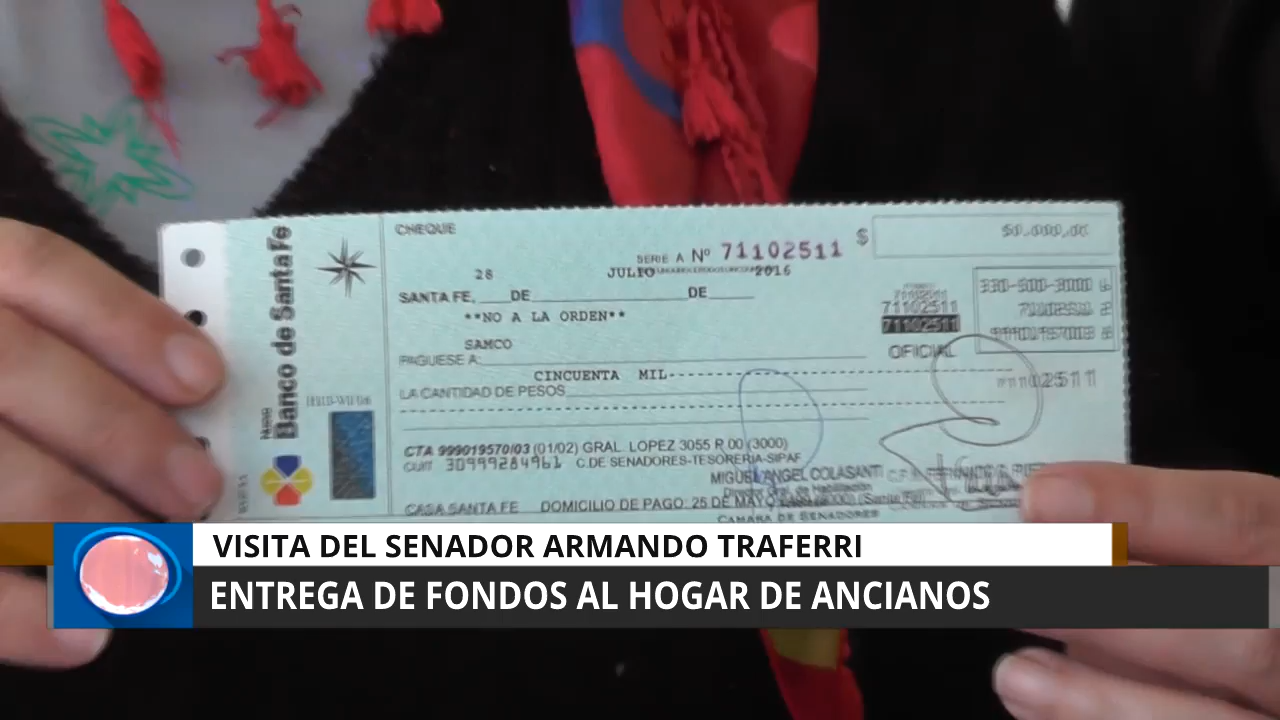 CHEQUE
SERIE A Nº 71102511
$ 50.000,00
28 JULIO 2016
SANTA FE, DE DE
**NO A LA ORDEN**
SAMCO
PAGUESE A:
CINCUENTA MIL
LA CANTIDAD DE PESOS
Banco de Santa Fe
71102511
71102511
OFICIAL
CTA 999019570/03 (01/02) GRAL. LOPEZ 3055 P.00 (3000)
CUIT 30999284961 C.DE SENADORES-TESORERIA-SIPAF
MIGUEL ANGEL COLASANTI
CASA SANTA FE DOMICILIO DE PAGO: 25 DE MAYO
CAMARA DE SENADORES
VISITA DEL SENADOR ARMANDO TRAFERRI
ENTREGA DE FONDOS AL HOGAR DE ANCIANOS